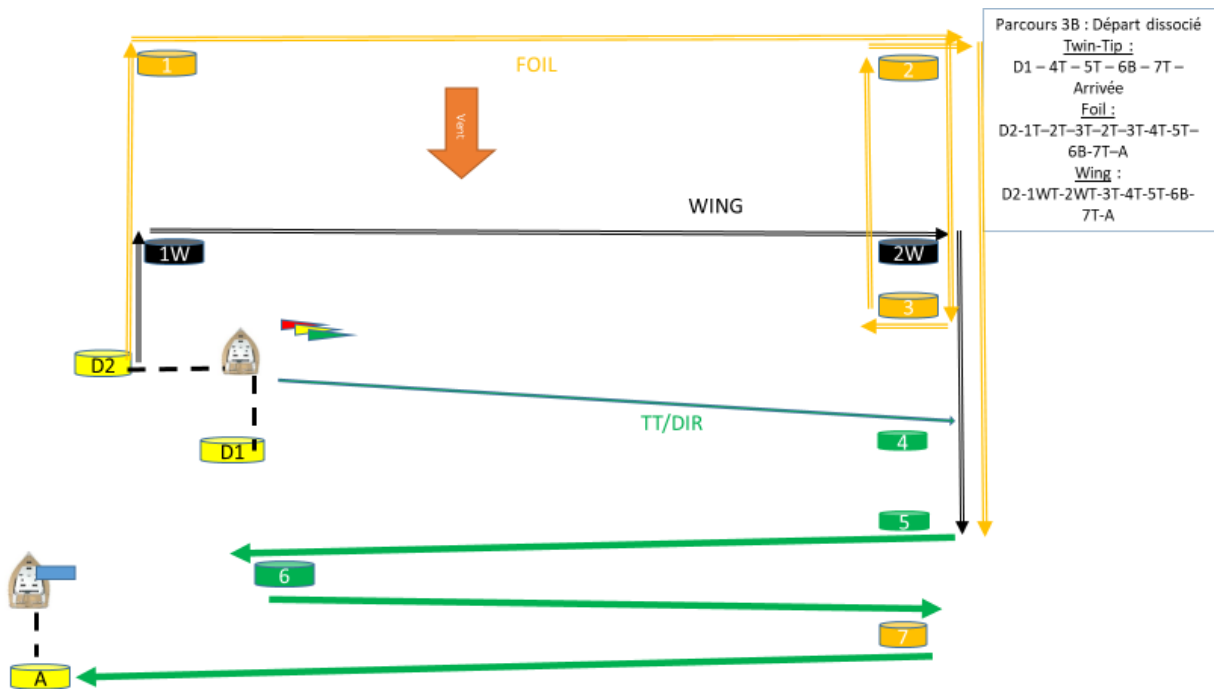 Parcours 3B : Départ dissocié
Twin-Tip :
D1 – 4T – 5T – 6B – 7T –
Arrivée
Foil :
D2-1T–2T–3T–2T–3T-4T-5T–
6B-7T–A
Wing :
D2-1WT-2WT-3T-4T-5T-6B-
7T-A
1
FOIL
2
Vent
WING
1W
2W
3
D2
TT/DIR
D1
4
5
6
7
A